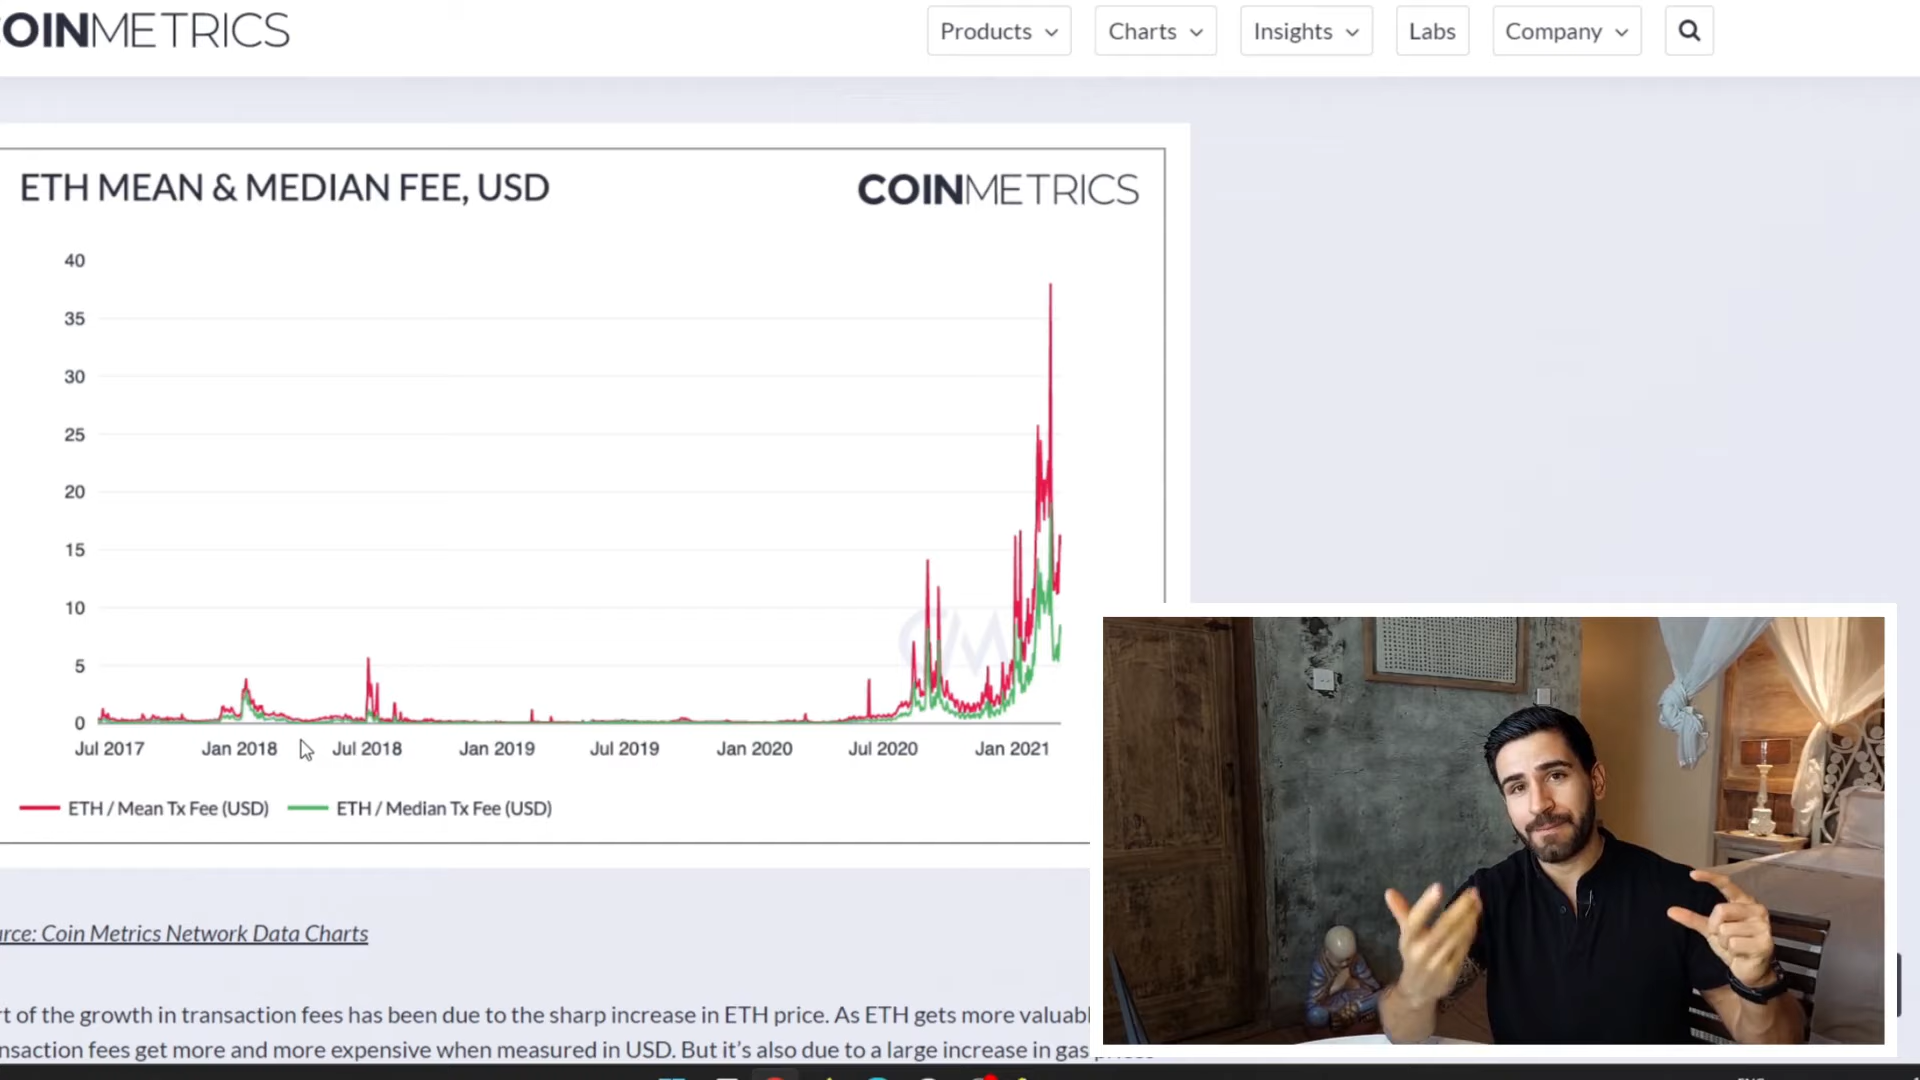 OINMETRICS
Products
Charts
Insights
Labs
Company
ETH MEAN & MEDIAN FEE, USD
COINMETRICS
40
35
30
25
20
15
10
5
0
CM
Jul 2017
Jan 2018
Jul 2018
Jan 2019
Jul 2019
Jan 2020
Jul 2020
Jan 2021
ETH / Mean Tx Fee (USD)
ETH / Median Tx Fee (USD)
rce: Coin Metrics Network Data Charts
t of the growth in transaction fees has been due to the sharp increase in ETH price. As ETH gets more valuabl
nsaction fees get more and more expensive when measured in USD. But it's also due to a large increase in gas prices